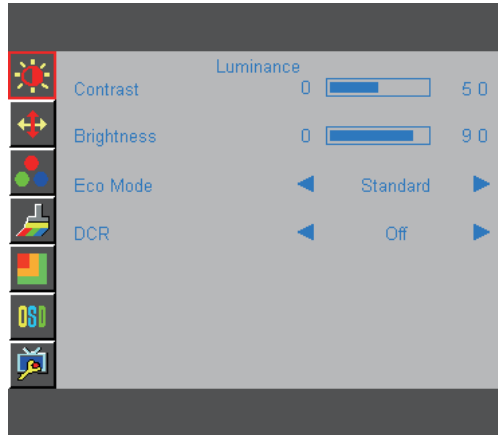 Luminance
Contrast 0 50
Brightness 0 90
Eco Mode Standard
DCR Off
OSD